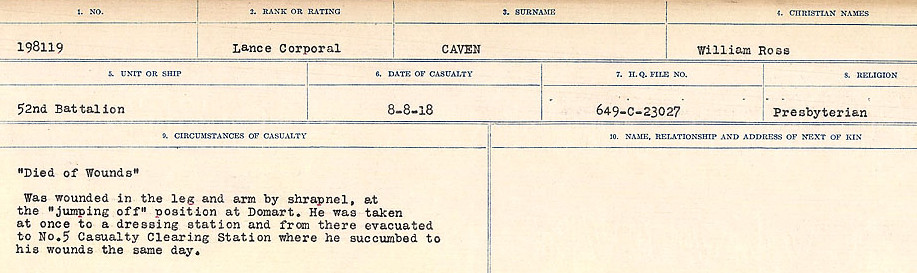 1. NO. 2. RANK OR RATING 3. SURNAME 4. CHRISTIAN NAMES
198119 Lance Corporal CAVEN William Ross
5. UNIT OR SHIP 6. DATE OF CASUALTY 7. H.Q. FILE NO. 8. RELIGION
52nd Battalion 8-8-18 649-C-23027 Presbyterian
9. CIRCUMSTANCES OF CASUALTY 10. NAME, RELATIONSHIP AND ADDRESS OF NEXT OF KIN
"Died of Wounds"
Was wounded in the leg and arm by shrapnel, at
the "jumping off" position at Domart. He was taken
at once to a dressing station and from there evacuated
to No.5 Casualty Clearing Station where he succumbed to
his wounds the same day.